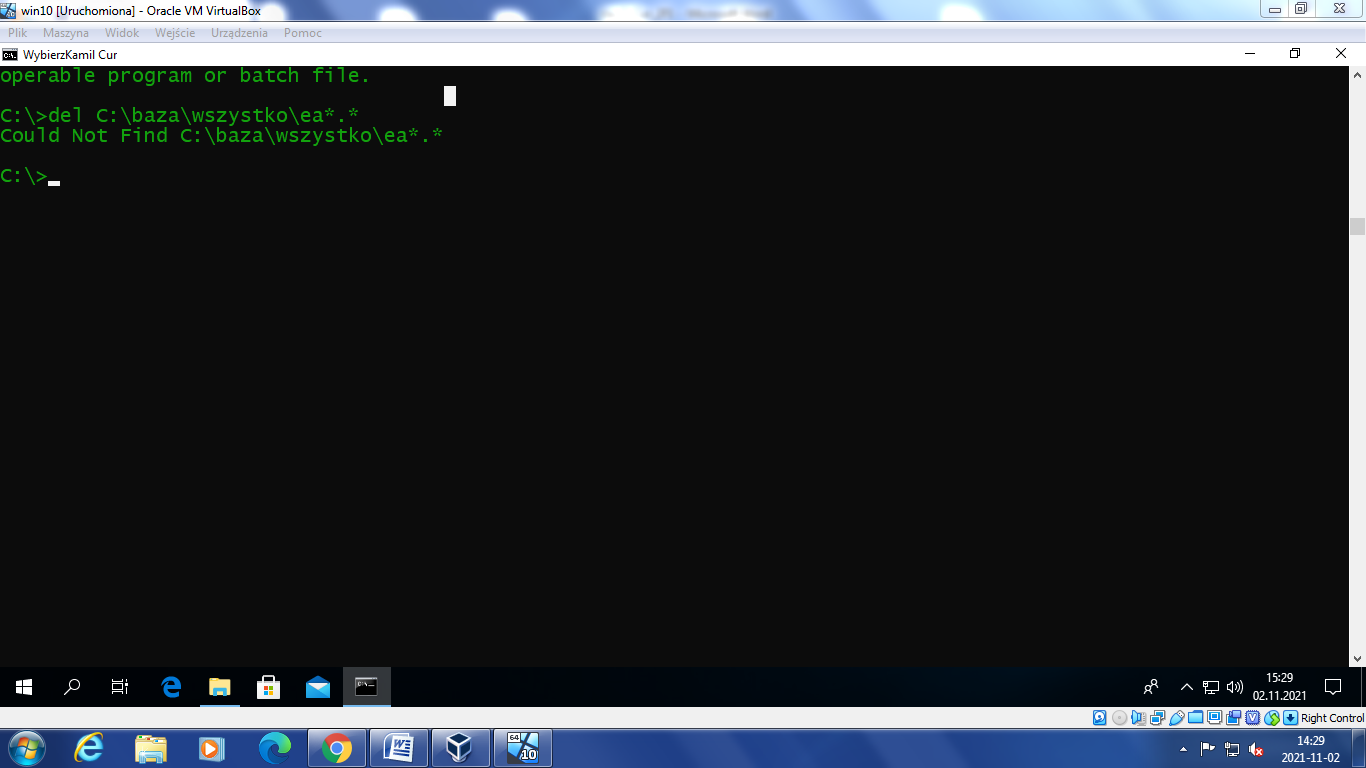 win10 [Uruchomiona] - Oracle VM VirtualBox
Plik Maszyna Widok Wejście Urządzenia Pomoc
WybierzKamil Cur
operable program or batch file.
C:\>del C:\baza\wszystko\ea*.*
Could Not Find C:\baza\wszystko\ea*.*
C:\>
15:29
02.11.2021
Right Control
64
10
14:29
2021-11-02